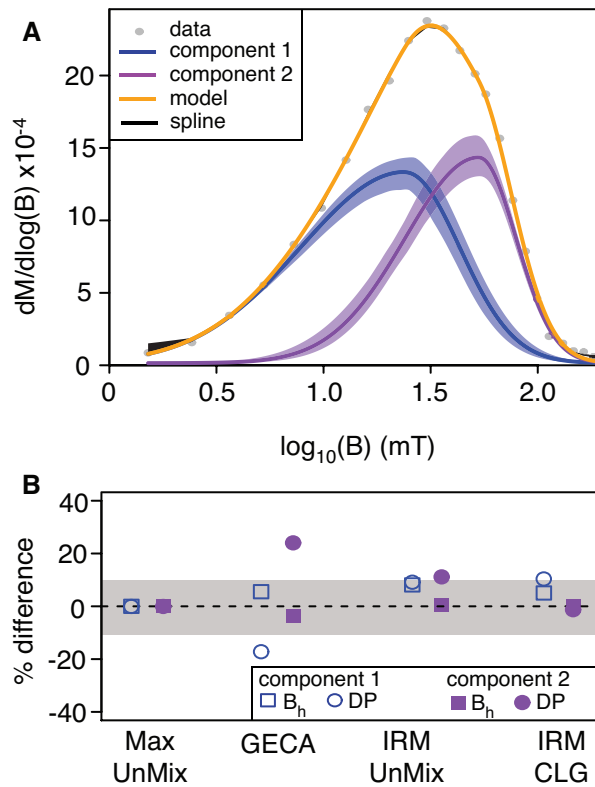 A
data
component 1
component 2
model
spline
dM/dlog(B) x10⁻⁴
20
15
10
5
0
0 0.5 1.0 1.5 2.0
log₁₀(B) (mT)
B
% difference
40
20
0
-20
-40
component 1 component 2
Bₕ DP Bₕ DP
Max GECA IRM IRM
UnMix UnMix CLG